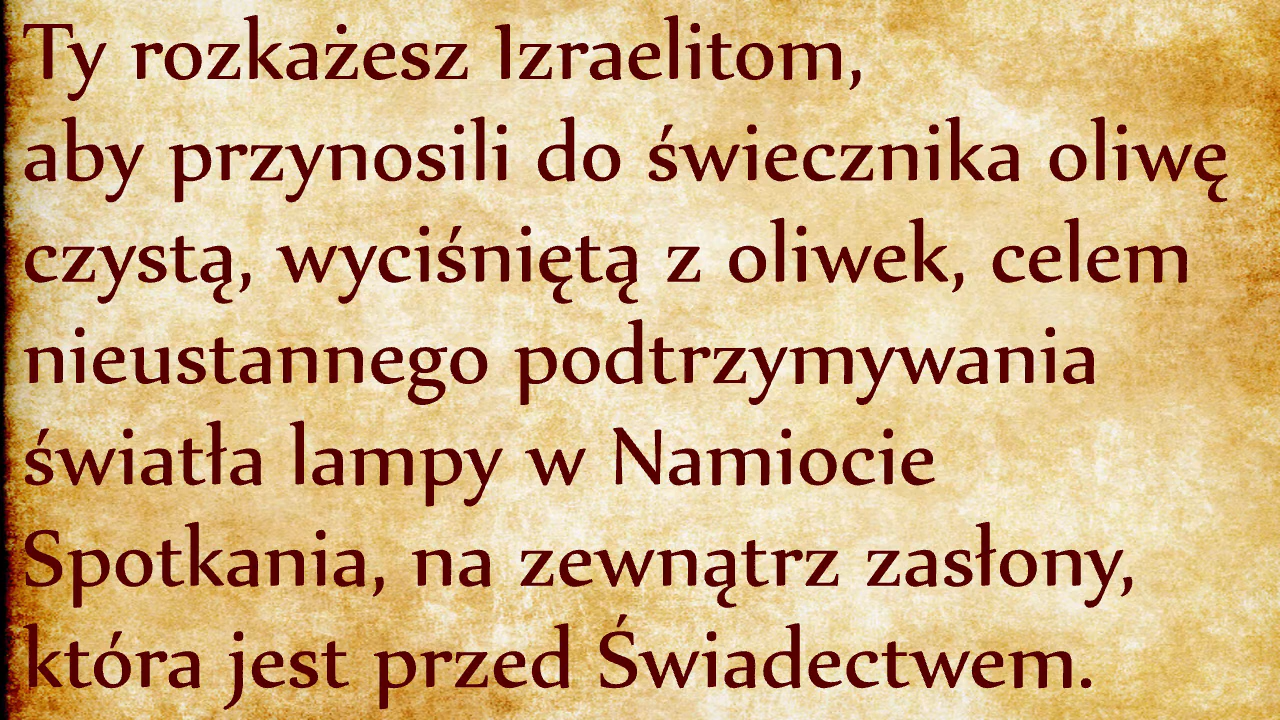 Ty rozkażesz Izraelitom,
aby przynosili do świecznika oliwę
czystą, wyciśniętą z oliwek, celem
nieustannego podtrzymywania
światła lampy w Namiocie
Spotkania, na zewnątrz zasłony,
która jest przed Świadectwem.